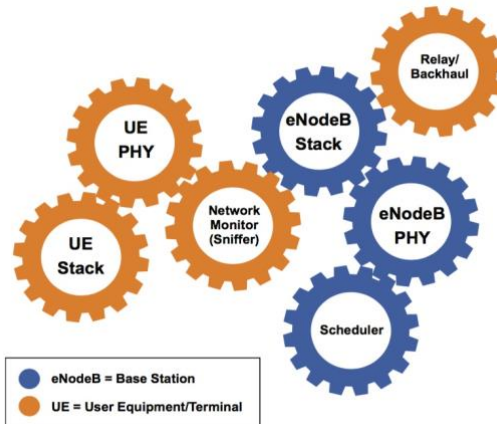 Relay/
Backhaul
UE
PHY
eNodeB
Stack
Network
Monitor
(Sniffer)
eNodeB
PHY
UE
Stack
Scheduler
eNodeB = Base Station
UE = User Equipment/Terminal